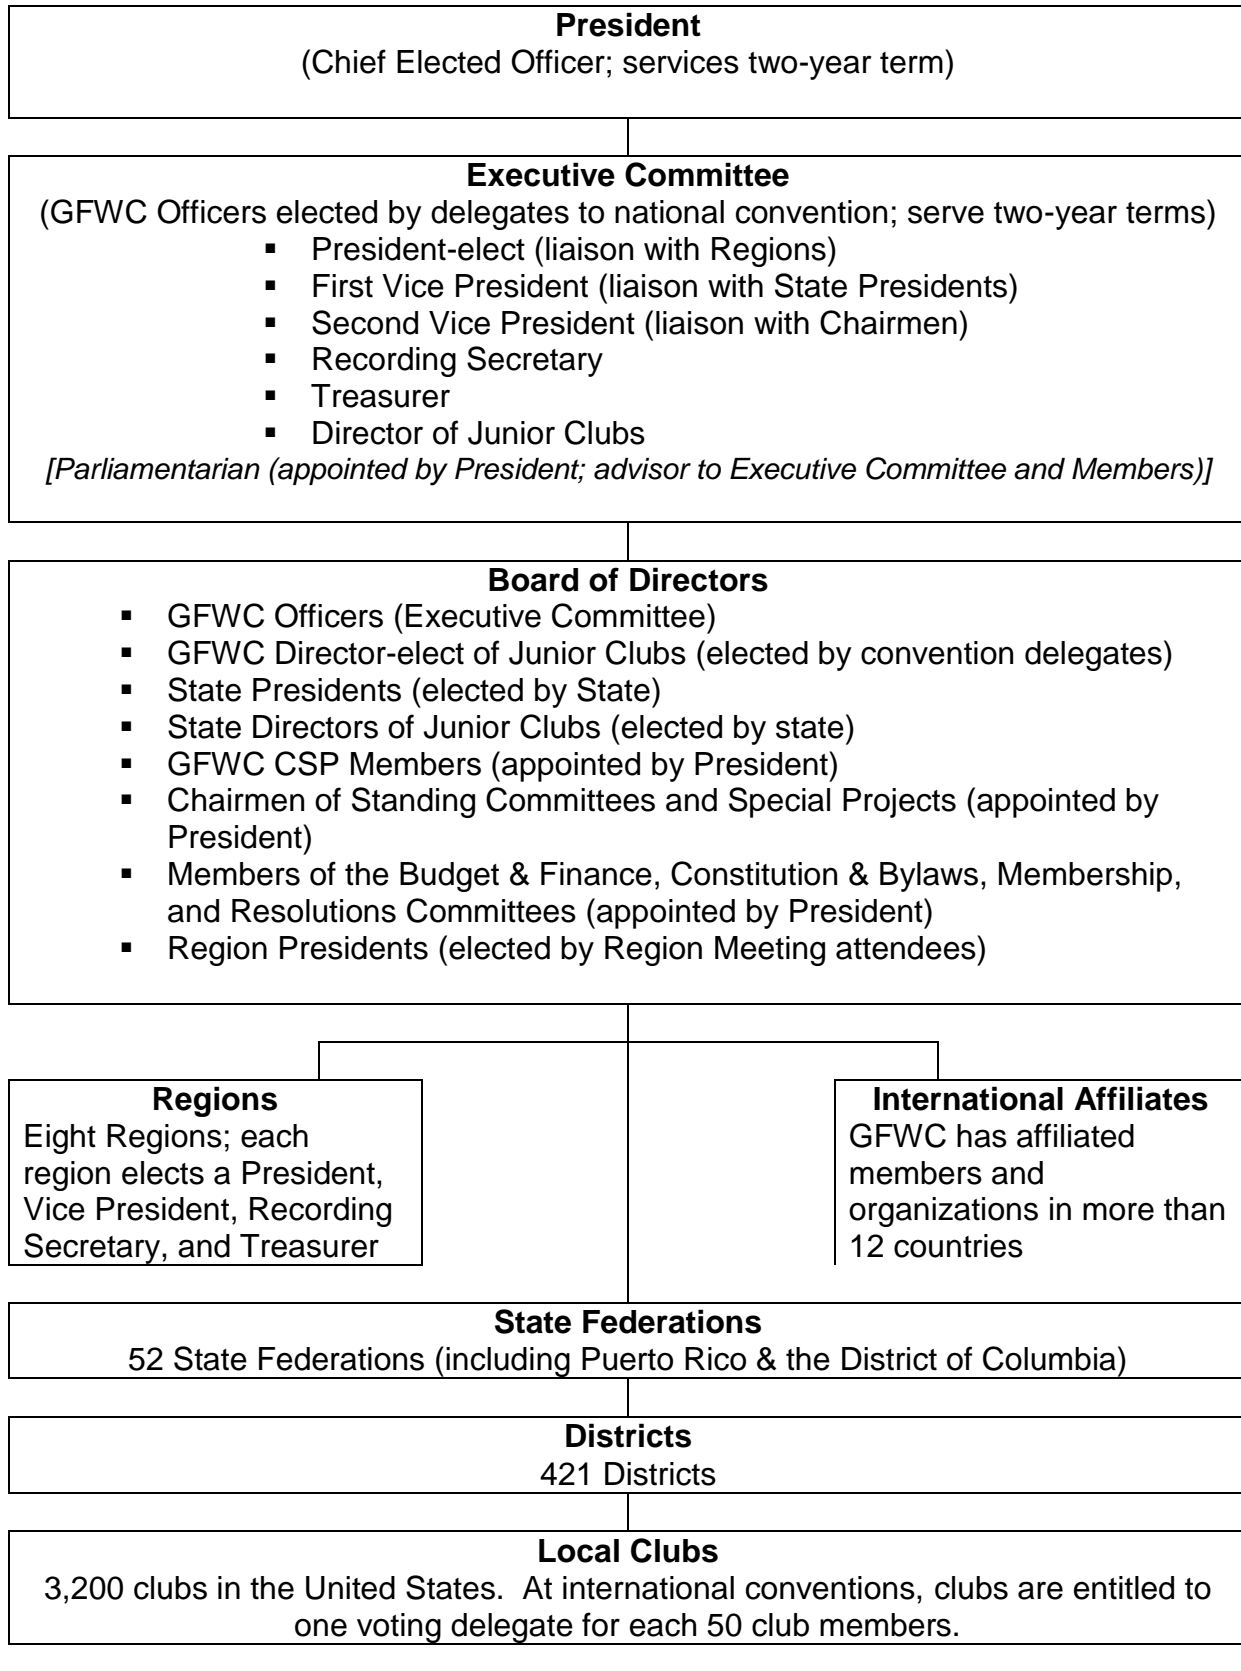 President
(Chief Elected Officer; services two-year term)
Executive Committee
(GFWC Officers elected by delegates to national convention; serve two-year terms)
▪ President-elect (liaison with Regions)
▪ First Vice President (liaison with State Presidents)
▪ Second Vice President (liaison with Chairmen)
▪ Recording Secretary
▪ Treasurer
▪ Director of Junior Clubs
[Parliamentarian (appointed by President; advisor to Executive Committee and Members)]
Board of Directors
▪ GFWC Officers (Executive Committee)
▪ GFWC Director-elect of Junior Clubs (elected by convention delegates)
▪ State Presidents (elected by State)
▪ State Directors of Junior Clubs (elected by state)
▪ GFWC CSP Members (appointed by President)
▪ Chairmen of Standing Committees and Special Projects (appointed by
President)
▪ Members of the Budget & Finance, Constitution & Bylaws, Membership,
and Resolutions Committees (appointed by President)
▪ Region Presidents (elected by Region Meeting attendees)
Regions
Eight Regions; each
region elects a President,
Vice President, Recording
Secretary, and Treasurer
International Affiliates
GFWC has affiliated
members and
organizations in more than
12 countries
State Federations
52 State Federations (including Puerto Rico & the District of Columbia)
Districts
421 Districts
Local Clubs
3,200 clubs in the United States.  At international conventions, clubs are entitled to
one voting delegate for each 50 club members.